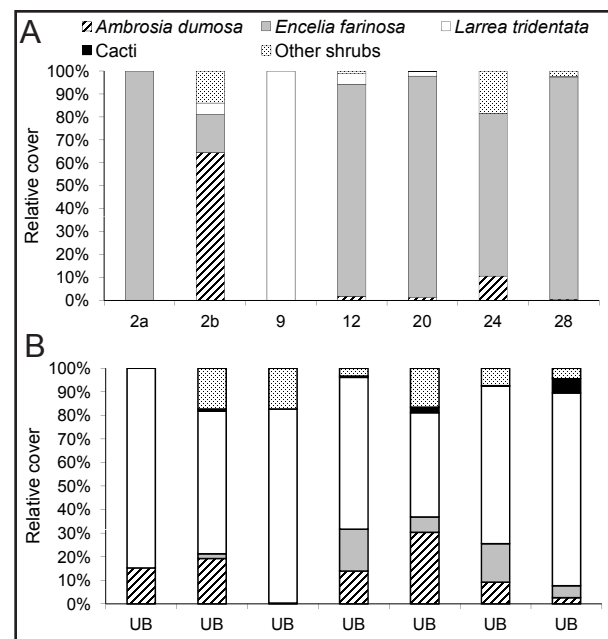 A
Ambrosia dumosa Encelia farinosa Larrea tridentata
Cacti Other shrubs
100%
90%
80%
70%
60%
50%
40%
30%
20%
10%
0%
Relative cover
2a 2b 9 12 20 24 28
B
100%
90%
80%
70%
60%
50%
40%
30%
20%
10%
0%
Relative cover
UB UB UB UB UB UB UB